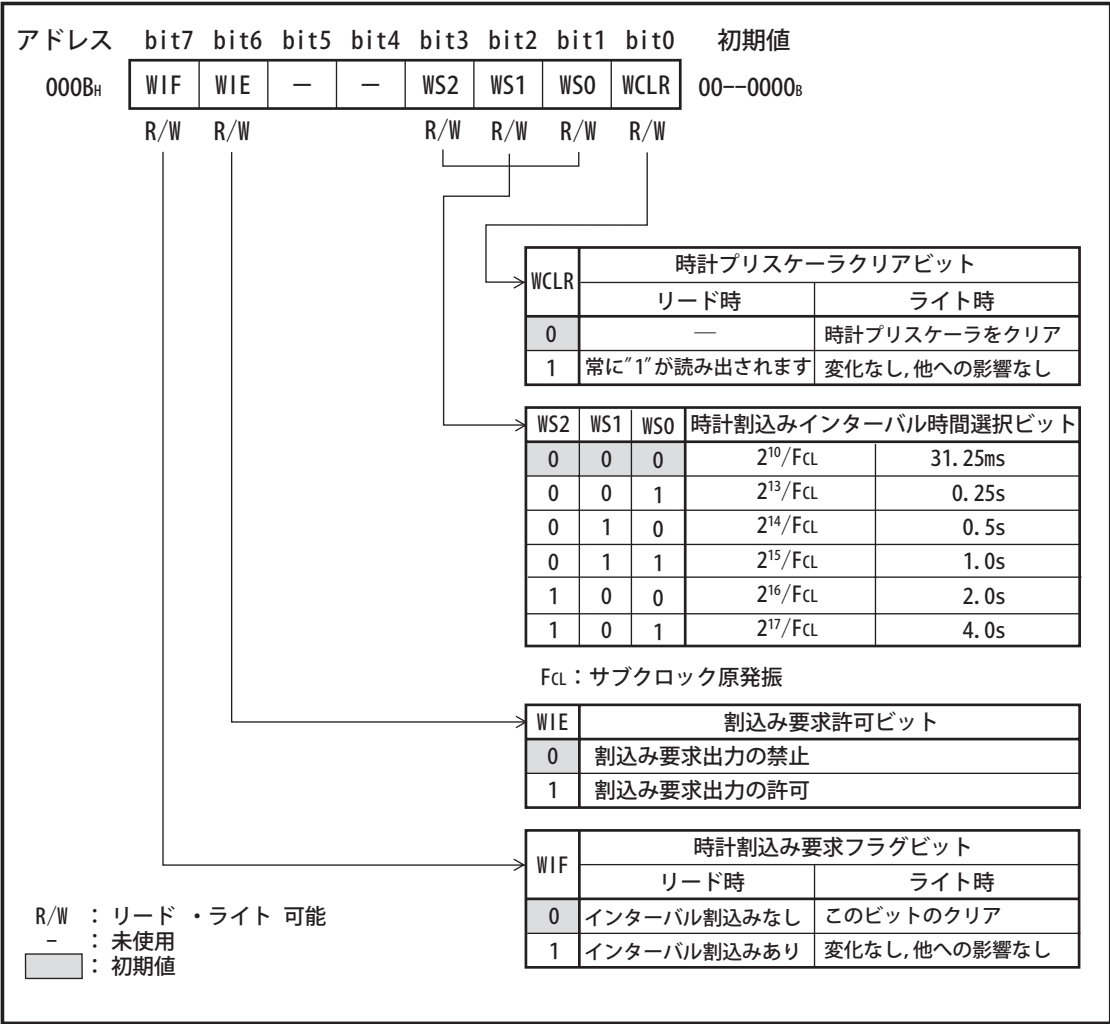 アドレス bit7 bit6 bit5 bit4 bit3 bit2 bit1 bit0 初期値
000BH WIF WIE － － WS2 WS1 WS0 WCLR 00--0000B
R/W R/W R/W R/W R/W R/W
WCLR 時計プリスケーラクリアビット
リード時 ライト時
0 ― 時計プリスケーラをクリア
1 常に"1"が読み出されます 変化なし,他への影響なし
WS2 WS1 WS0 時計割込みインターバル時間選択ビット
0 0 0 2¹⁰/FCL 31.25ms
0 0 1 2¹³/FCL 0.25s
0 1 0 2¹⁴/FCL 0.5s
0 1 1 2¹⁵/FCL 1.0s
1 0 0 2¹⁶/FCL 2.0s
1 0 1 2¹⁷/FCL 4.0s
FCL：サブクロック原発振
WIE 割込み要求許可ビット
0 割込み要求出力の禁止
1 割込み要求出力の許可
WIF 時計割込み要求フラグビット
リード時 ライト時
0 インターバル割込みなし このビットのクリア
1 インターバル割込みあり 変化なし,他への影響なし
R/W ： リード ・ライト 可能
- ： 未使用
： 初期値